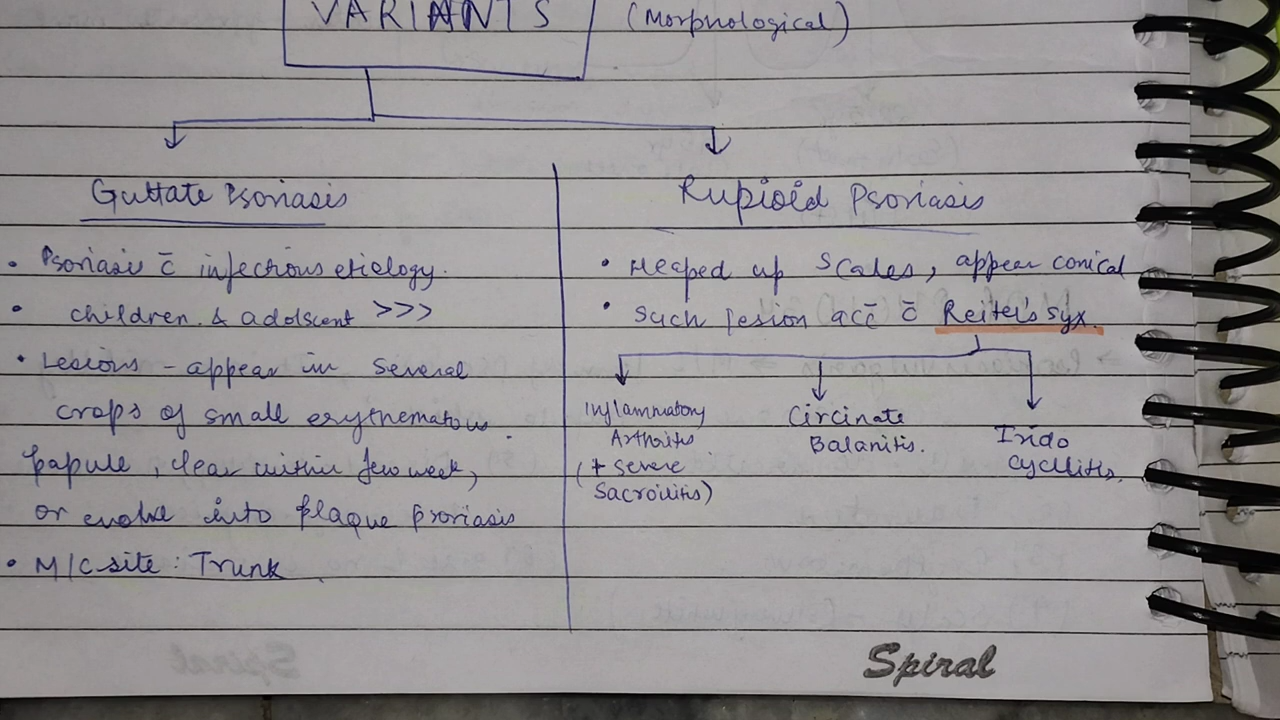 VARIANTS (Morphological)
Guttate Psoriasis
• Psoriasis c̄ infectious etiology.
• children & adolscent >>>
• Lesions - appear in several
crops of small erythematous
papule, clear within few week,
or evolve into plaque psoriasis
• M/C site : Trunk
Rupioid Psoriasis
• Heaped up scales, appear conical
• Such lesion acc̄ c̄ Reiter's syx.
Inflammatory
Arthritis
(+ severe
Sacroilitis)
Circinate
Balanitis.
Irido
cyclitis.
Spiral